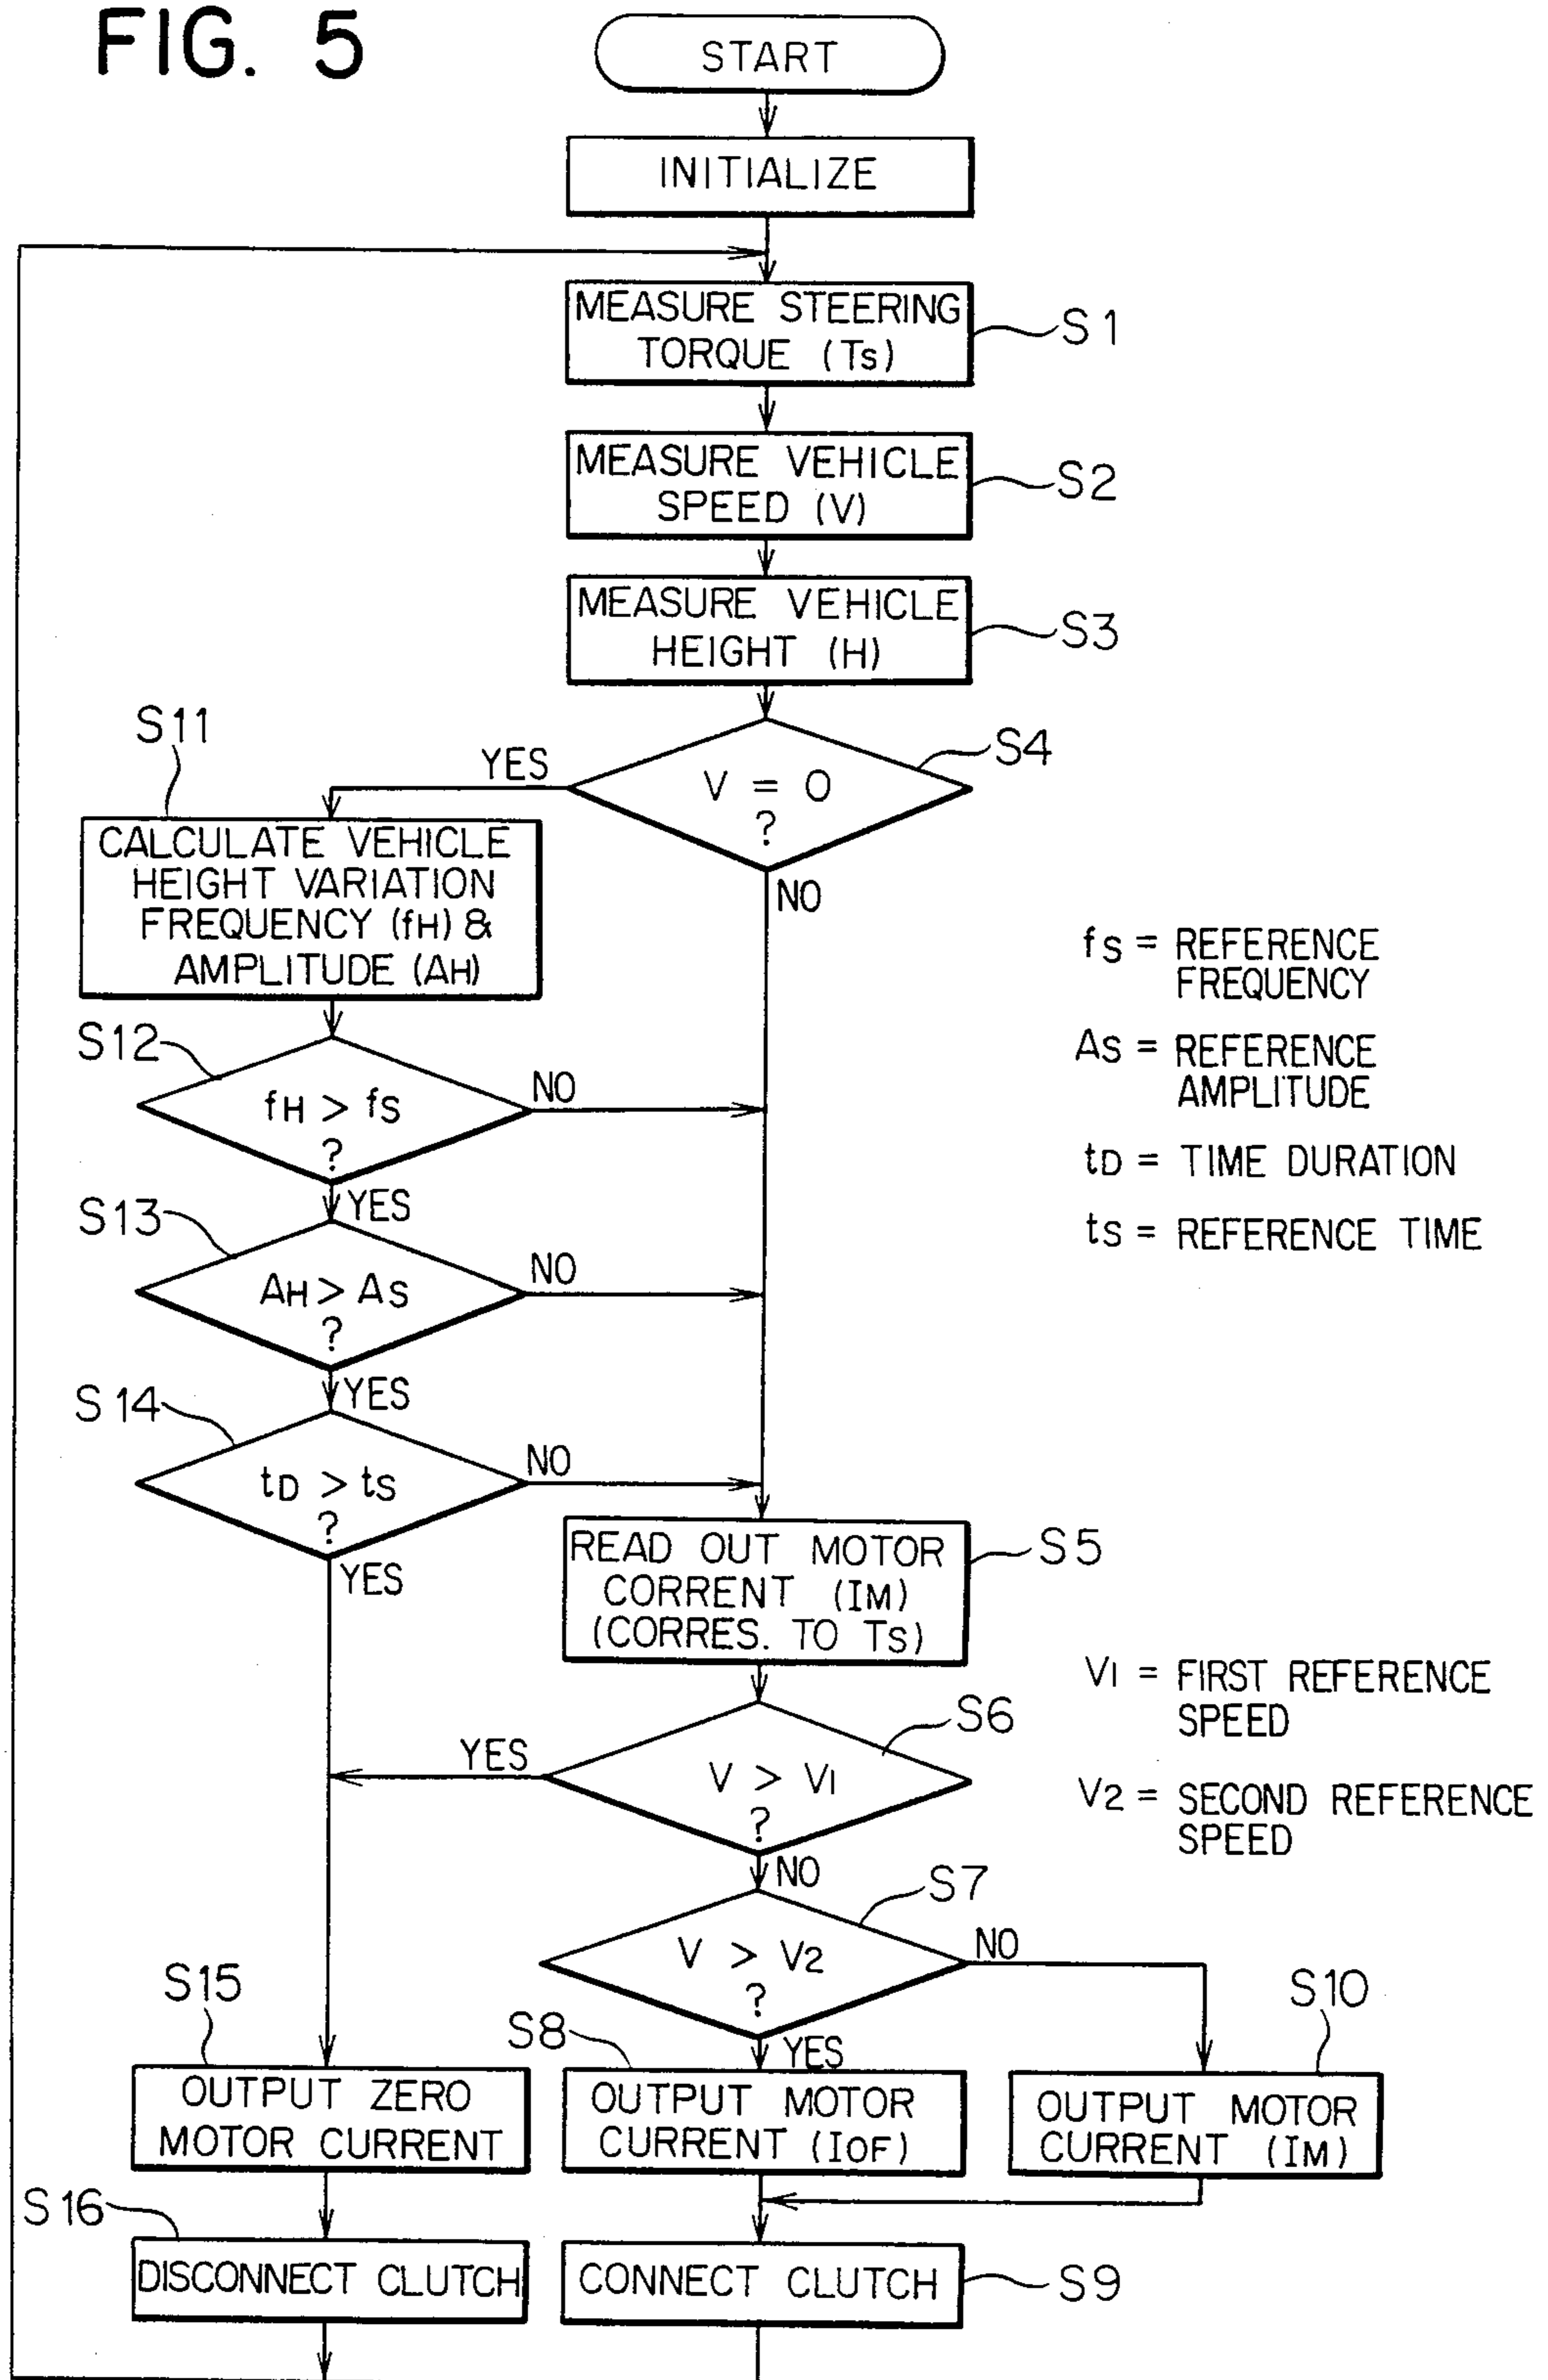 FIG. 5
START
INITIALIZE
MEASURE STEERING
TORQUE (Ts)
S1
MEASURE VEHICLE
SPEED (V)
S2
MEASURE VEHICLE
HEIGHT (H)
S3
S11
YES
V = 0
?
S4
NO
CALCULATE VEHICLE
HEIGHT VARIATION
FREQUENCY (fH) &
AMPLITUDE (AH)
fS = REFERENCE
FREQUENCY
AS = REFERENCE
AMPLITUDE
tD = TIME DURATION
tS = REFERENCE TIME
S12
fH > fS
?
NO
YES
S13
AH > AS
?
NO
YES
S14
tD > tS
?
NO
YES
READ OUT MOTOR
CORRENT (IM)
(CORRES. TO Ts)
S5
V1 = FIRST REFERENCE
SPEED
V2 = SECOND REFERENCE
SPEED
YES
V > V1
?
S6
NO
S7
V > V2
?
NO
YES
S15
OUTPUT ZERO
MOTOR CURRENT
S8
OUTPUT MOTOR
CURRENT (IOF)
S10
OUTPUT MOTOR
CURRENT (IM)
S16
DISCONNECT CLUTCH
CONNECT CLUTCH
S9